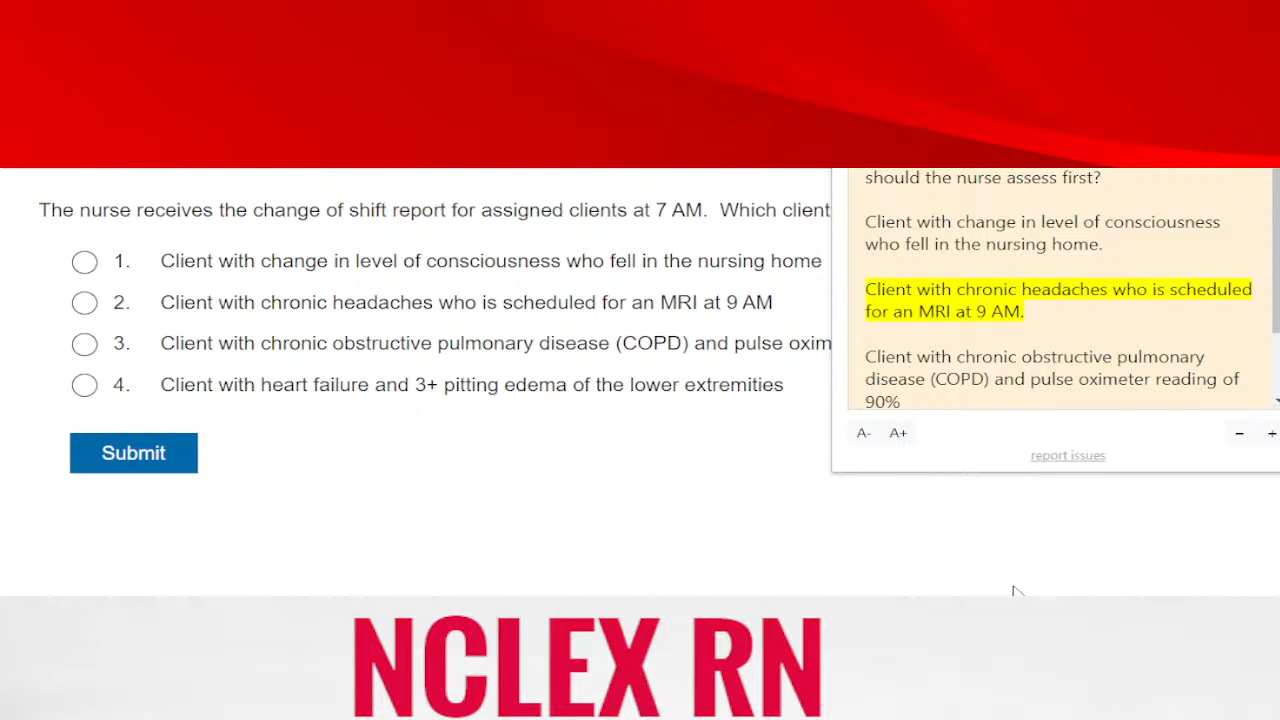 The nurse receives the change of shift report for assigned clients at 7 AM. Which client
1. Client with change in level of consciousness who fell in the nursing home
2. Client with chronic headaches who is scheduled for an MRI at 9 AM
3. Client with chronic obstructive pulmonary disease (COPD) and pulse oxim
4. Client with heart failure and 3+ pitting edema of the lower extremities
Submit
should the nurse assess first?
Client with change in level of consciousness
who fell in the nursing home.
Client with chronic headaches who is scheduled
for an MRI at 9 AM.
Client with chronic obstructive pulmonary
disease (COPD) and pulse oximeter reading of
90%
A- A+ − +
report issues
NCLEX RN